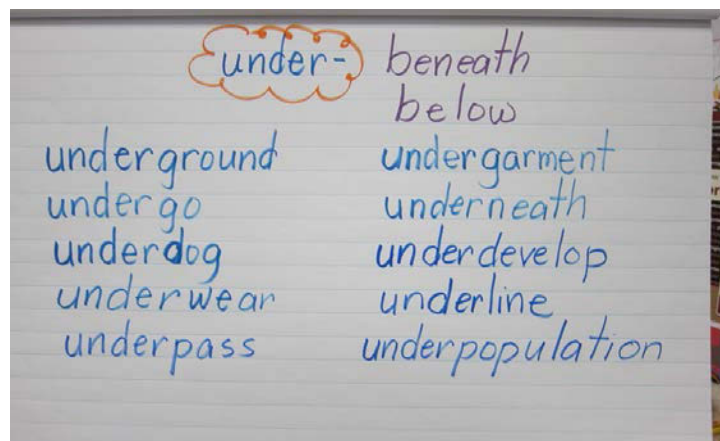 under- beneath
below
underground undergarment
undergo underneath
underdog underdevelop
underwear underline
underpass underpopulation